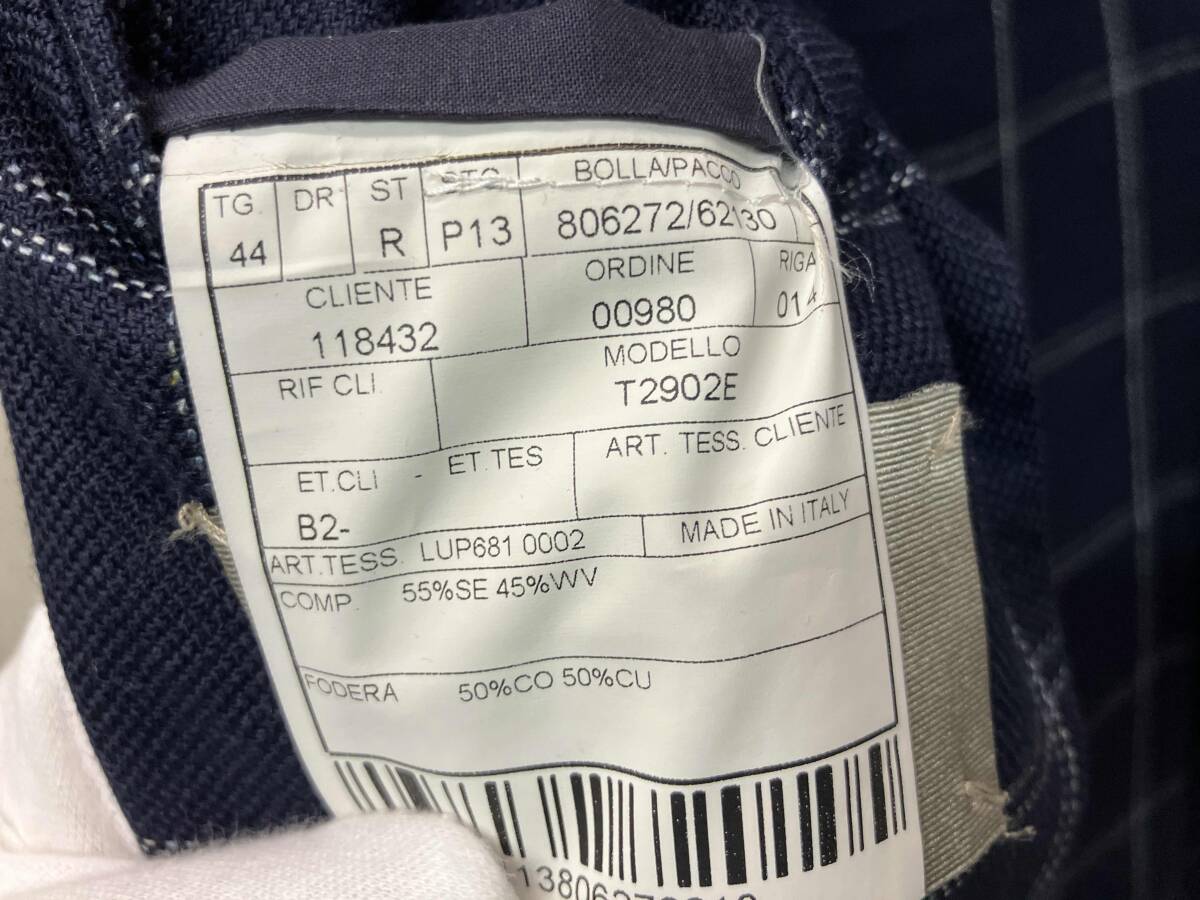 TG. DR ST STG BOLLA/PACCO
44 R P13 806272/62130
CLIENTE ORDINE RIGA
118432 00980 014
RIF CLI. MODELLO
T2902E
ET.CLI - ET.TES ART. TESS. CLIENTE
B2-
ART.TESS. LUP681 0002 MADE IN ITALY
COMP. 55%SE 45%WV
FODERA 50%CO 50%CU